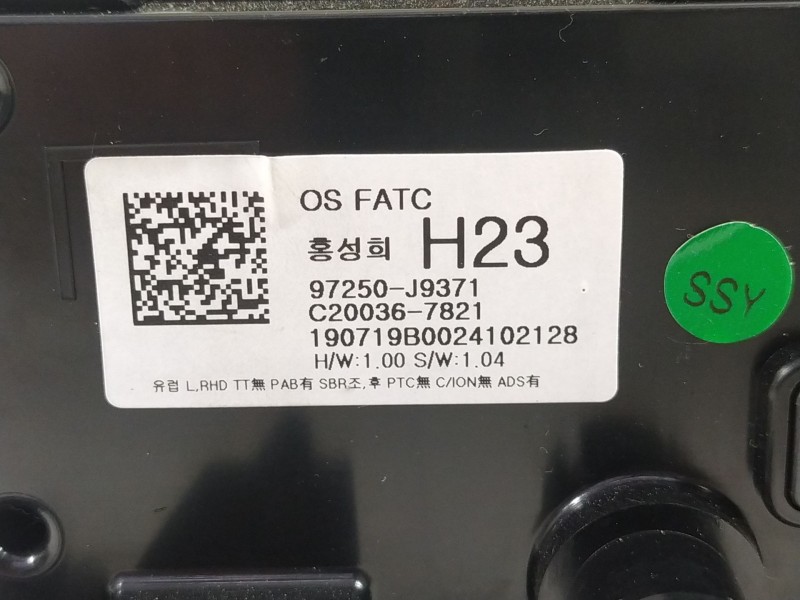 OS FATC
홍성희 H23
97250-J9371
C20036-7821
190719B0024102128
H/W:1.00 S/W:1.04
유럽 L,RHD TT無 PAB有 SBR조,후 PTC無 C/ION無 ADS有
SSY